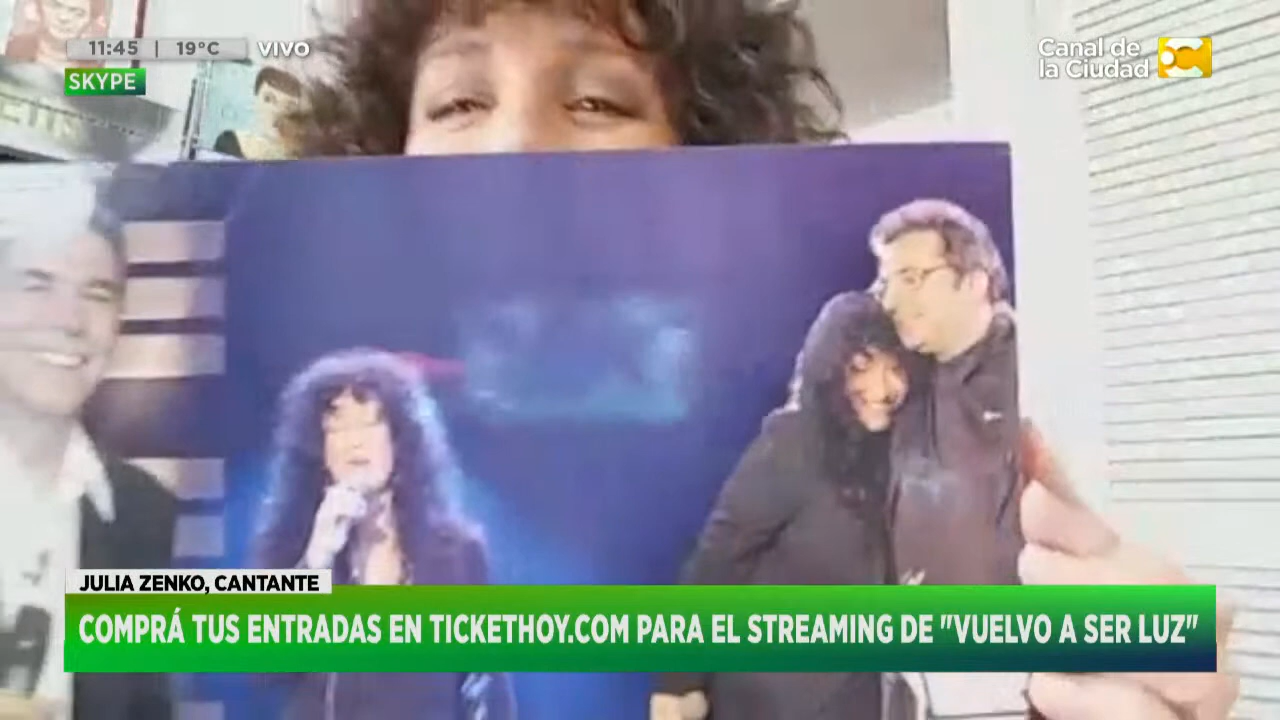 11:45 | 19°C VIVO
SKYPE
Canal de
la Ciudad
JULIA ZENKO, CANTANTE
COMPRÁ TUS ENTRADAS EN TICKETHOY.COM PARA EL STREAMING DE "VUELVO A SER LUZ"